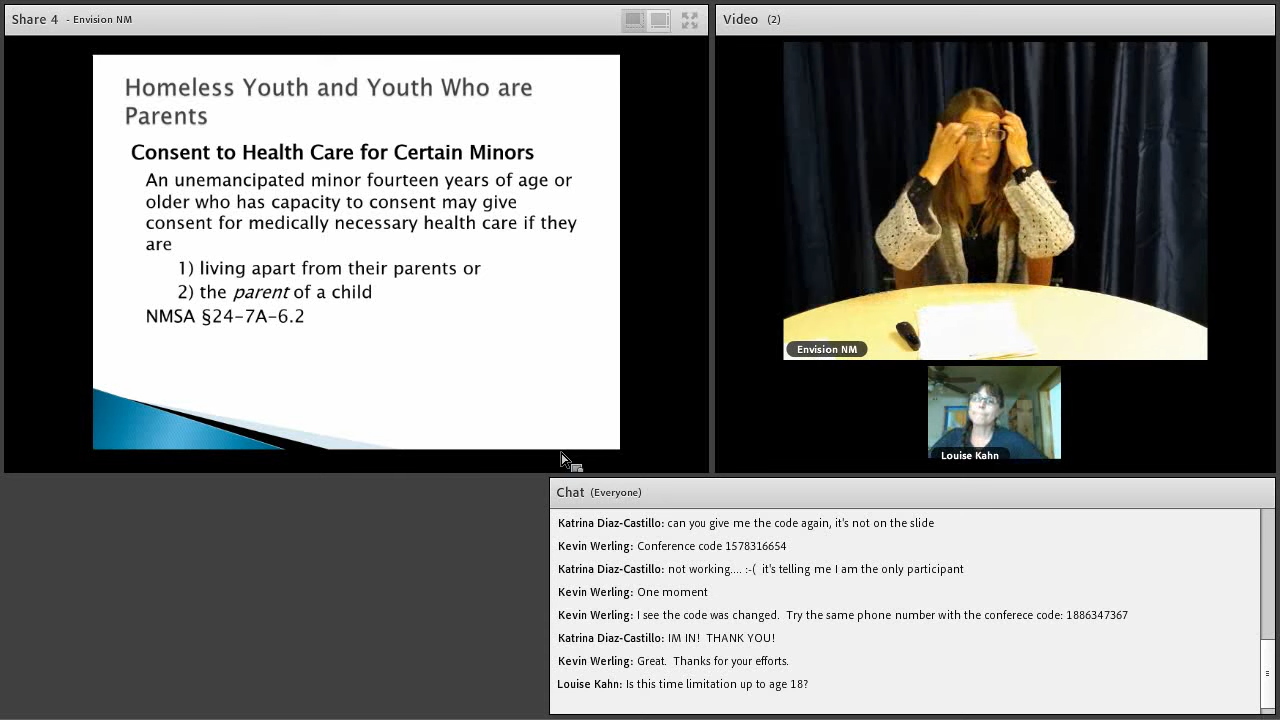 Share 4 - Envision NM
Video (2)
Homeless Youth and Youth Who are
Parents
Consent to Health Care for Certain Minors
An unemancipated minor fourteen years of age or
older who has capacity to consent may give
consent for medically necessary health care if they
are
1) living apart from their parents or
2) the parent of a child
NMSA §24-7A-6.2
Envision NM
Louise Kahn
Chat (Everyone)
Katrina Diaz-Castillo: can you give me the code again, it's not on the slide
Kevin Werling: Conference code 1578316654
Katrina Diaz-Castillo: not working.... :-( it's telling me I am the only participant
Kevin Werling: One moment
Kevin Werling: I see the code was changed. Try the same phone number with the conferece code: 1886347367
Katrina Diaz-Castillo: IM IN! THANK YOU!
Kevin Werling: Great. Thanks for your efforts.
Louise Kahn: Is this time limitation up to age 18?